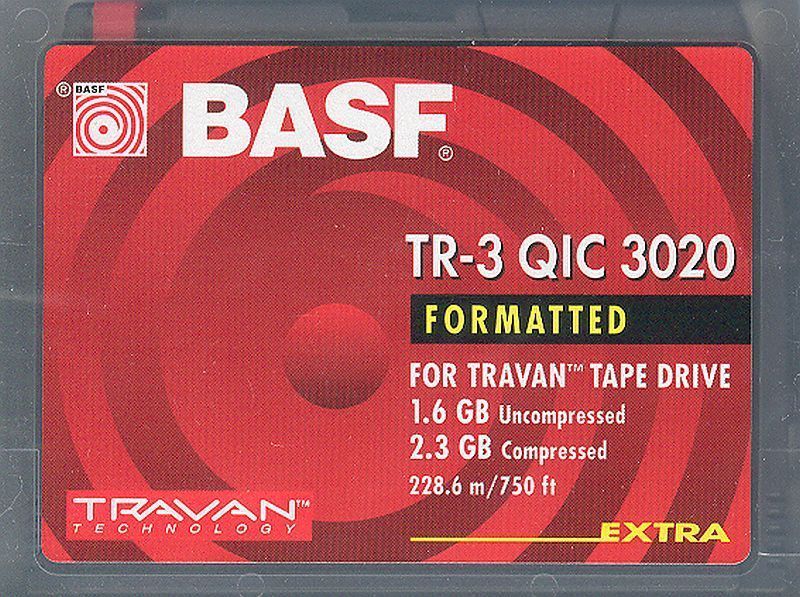 ® BASF
BASF®
TR-3 QIC 3020
FORMATTED
FOR TRAVAN™ TAPE DRIVE
1.6 GB Uncompressed
2.3 GB Compressed
228.6 m/750 ft
TRAVAN™
TECHNOLOGY
EXTRA